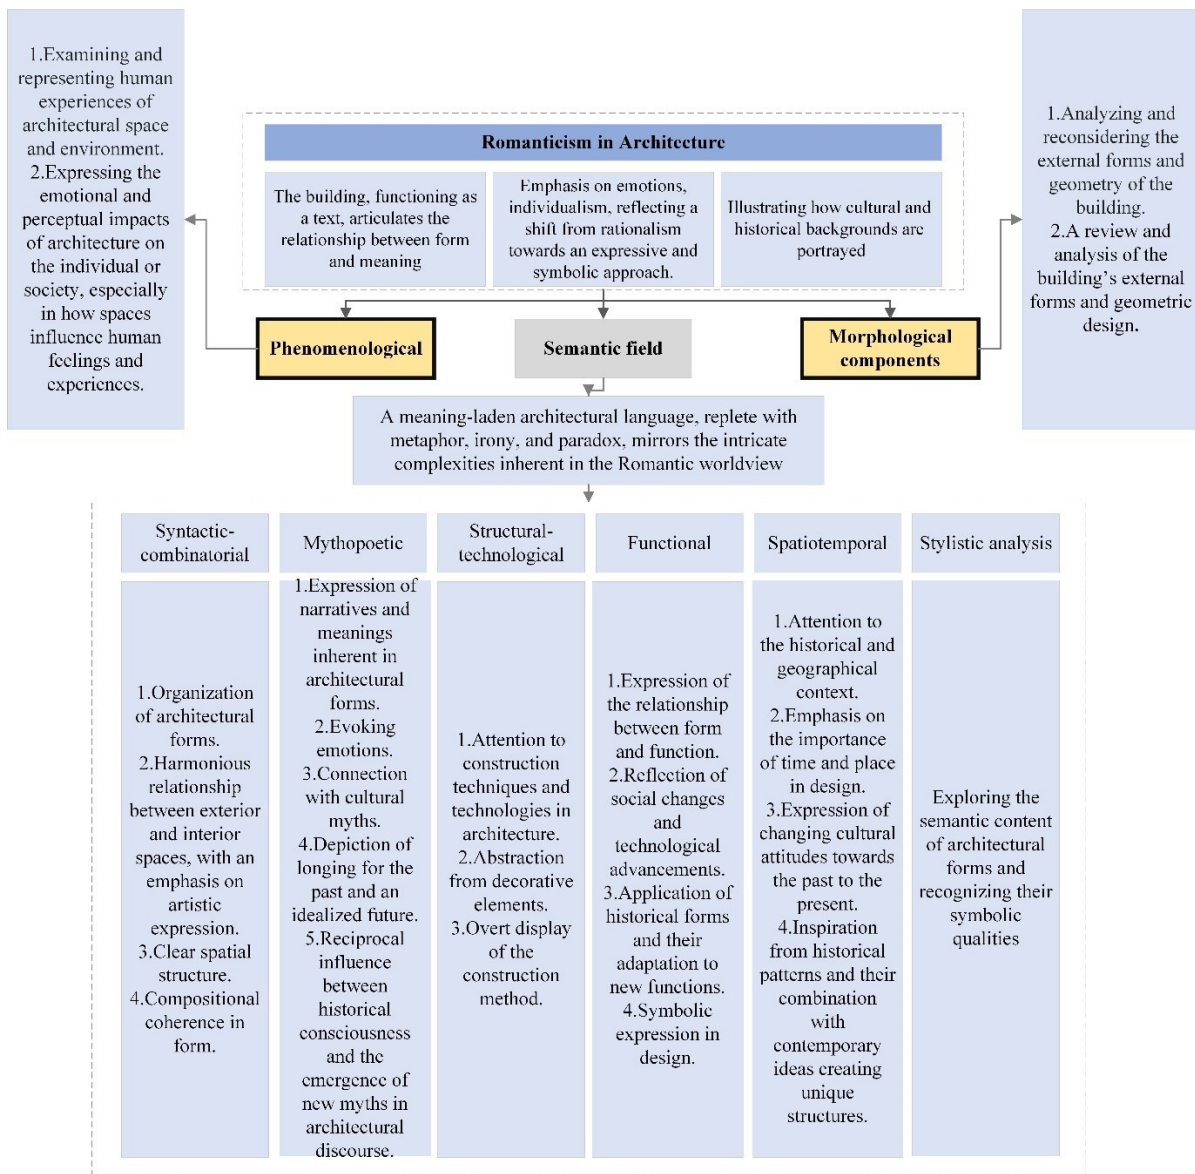 1.Examining and
representing human
experiences of
architectural space
and environment.
2.Expressing the
emotional and
perceptual impacts
of architecture on
the individual or
society, especially
in how spaces
influence human
feelings and
experiences.
Romanticism in Architecture
The building, functioning as
a text, articulates the
relationship between form
and meaning
Emphasis on emotions,
individualism, reflecting a
shift from rationalism
towards an expressive and
symbolic approach.
Illustrating how cultural and
historical backgrounds are
portrayed
1.Analyzing and
reconsidering the
external forms and
geometry of the
building.
2.A review and
analysis of the
building's external
forms and geometric
design.
Phenomenological
Semantic field
Morphological
components
A meaning-laden architectural language, replete with
metaphor, irony, and paradox, mirrors the intricate
complexities inherent in the Romantic worldview
Syntactic-
combinatorial
Mythopoetic
Structural-
technological
Functional
Spatiotemporal
Stylistic analysis
1.Organization
of architectural
forms.
2.Harmonious
relationship
between exterior
and interior
spaces, with an
emphasis on
artistic
expression.
3.Clear spatial
structure.
4.Compositional
coherence in
form.
1.Expression of
narratives and
meanings
inherent in
architectural
forms.
2.Evoking
emotions.
3.Connection
with cultural
myths.
4.Depiction of
longing for the
past and an
idealized future.
5.Reciprocal
influence
between
historical
consciousness
and the
emergence of
new myths in
architectural
discourse.
1.Attention to
construction
techniques and
technologies in
architecture.
2.Abstraction
from decorative
elements.
3.Overt display
of the
construction
method.
1.Expression of
the relationship
between form
and function.
2.Reflection of
social changes
and
technological
advancements.
3.Application of
historical forms
and their
adaptation to
new functions.
4.Symbolic
expression in
design.
1.Attention to
the historical and
geographical
context.
2.Emphasis on
the importance
of time and place
in design.
3.Expression of
changing cultural
attitudes towards
the past to the
present.
4.Inspiration
from historical
patterns and their
combination
with
contemporary
ideas creating
unique
structures.
Exploring the
semantic content
of architectural
forms and
recognizing their
symbolic
qualities